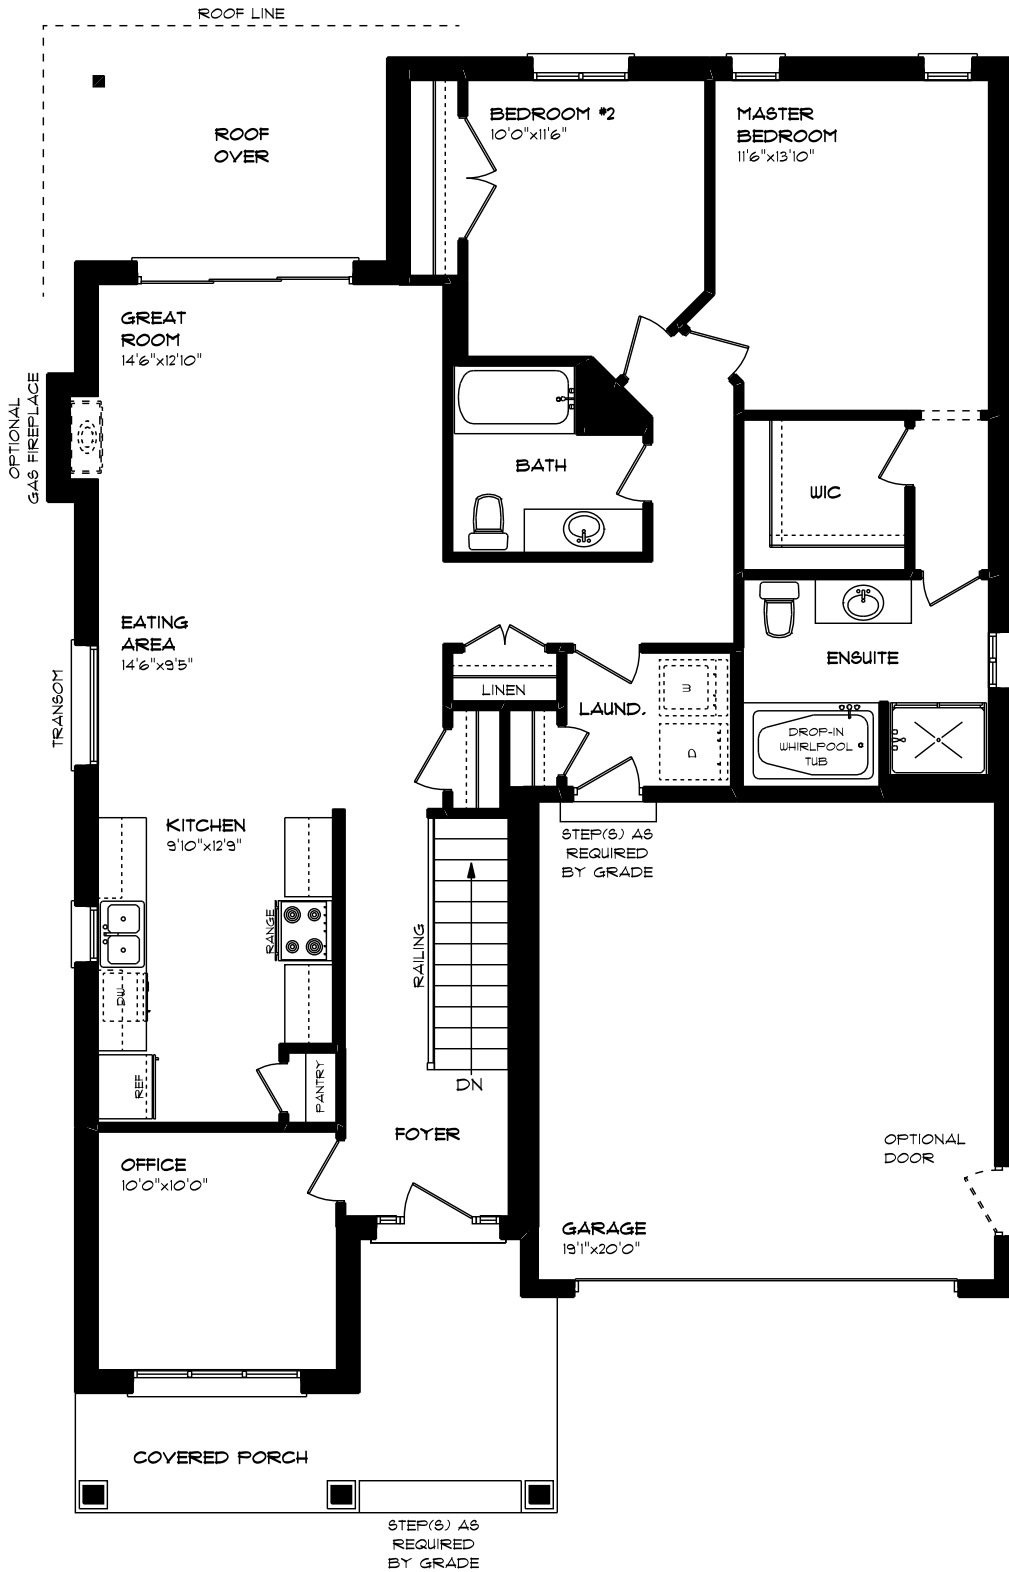 ROOF LINE
ROOF
OVER
BEDROOM #2
10'0"x11'6"
MASTER
BEDROOM
11'6"x13'10"
GREAT
ROOM
14'6"x12'10"
OPTIONAL
GAS FIREPLACE
BATH
WIC
EATING
AREA
14'6"x9'5"
TRANSOM
LINEN
LAUND.
W
D
ENSUITE
DROP-IN
WHIRLPOOL
TUB
KITCHEN
9'10"x12'9"
RANGE
DW
REF
PANTRY
RAILING
DN
STEP(S) AS
REQUIRED
BY GRADE
FOYER
OFFICE
10'0"x10'0"
OPTIONAL
DOOR
GARAGE
19'1"x20'0"
COVERED PORCH
STEP(S) AS
REQUIRED
BY GRADE